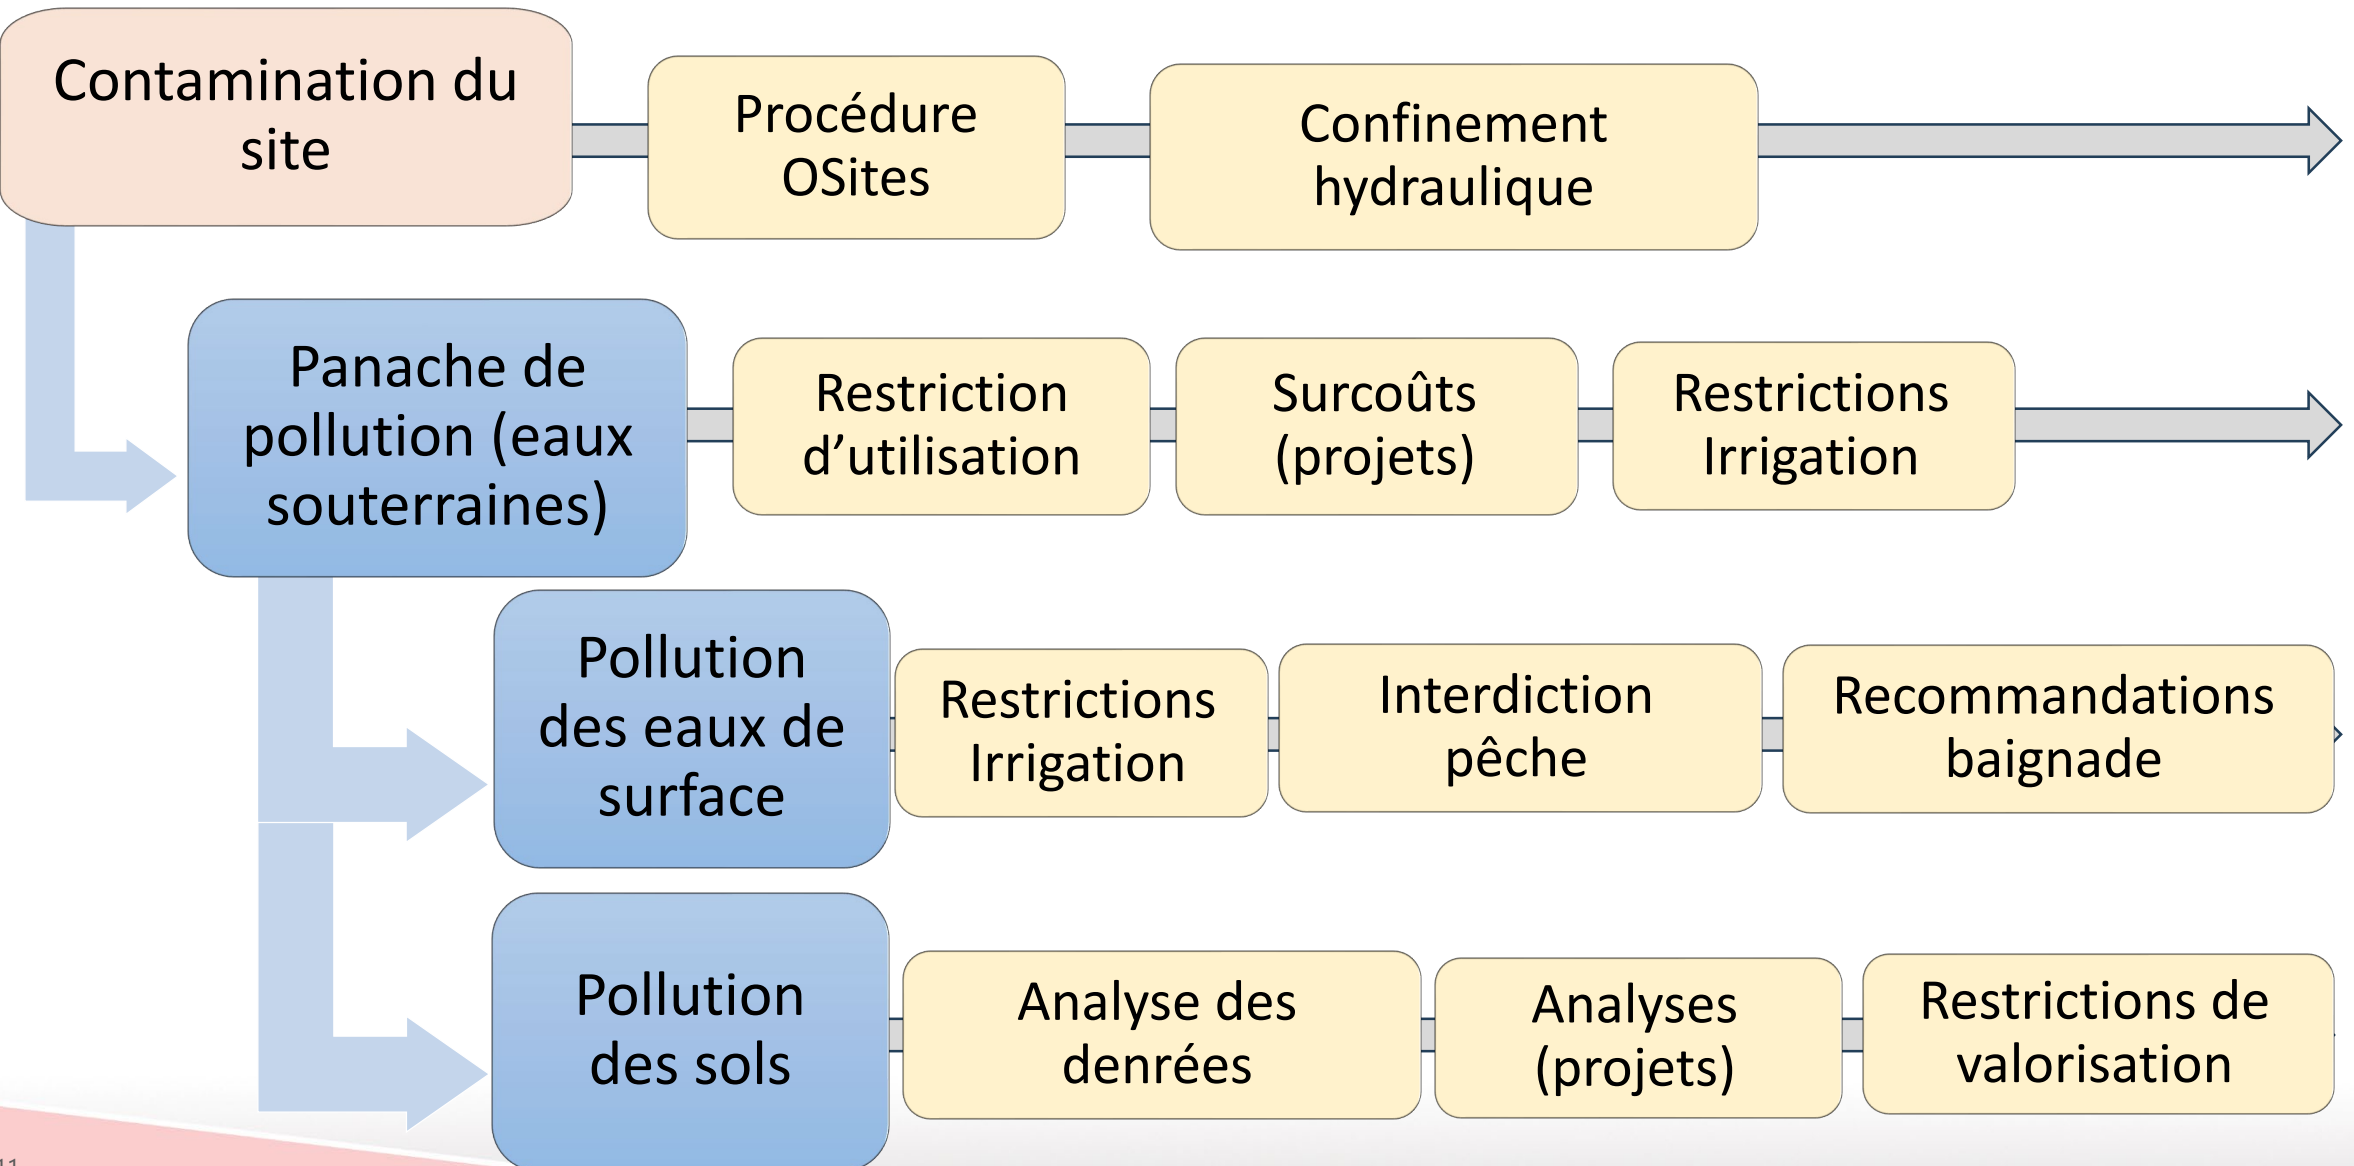 Contamination du
site
Procédure
OSites
Confinement
hydraulique
Panache de
pollution (eaux
souterraines)
Restriction
d’utilisation
Surcoûts
(projets)
Restrictions
Irrigation
Pollution
des eaux de
surface
Restrictions
Irrigation
Interdiction
pêche
Recommandations
baignade
Pollution
des sols
Analyse des
denrées
Analyses
(projets)
Restrictions de
valorisation